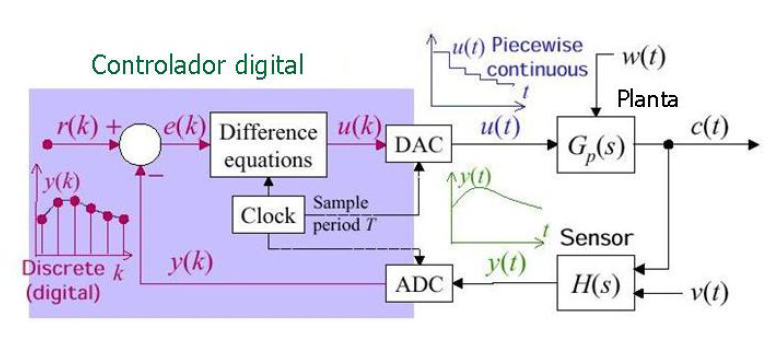 Controlador digital
u(t) Piecewise
continuous
t
w(t)
Planta
r(k) +
e(k)
Difference
equations
u(k)
DAC
u(t)
Gp(s)
c(t)
−
y(k)
Clock
Sample
period T
y(t)
t
Sensor
Discrete k
(digital)
y(k)
ADC
y(t)
H(s)
v(t)